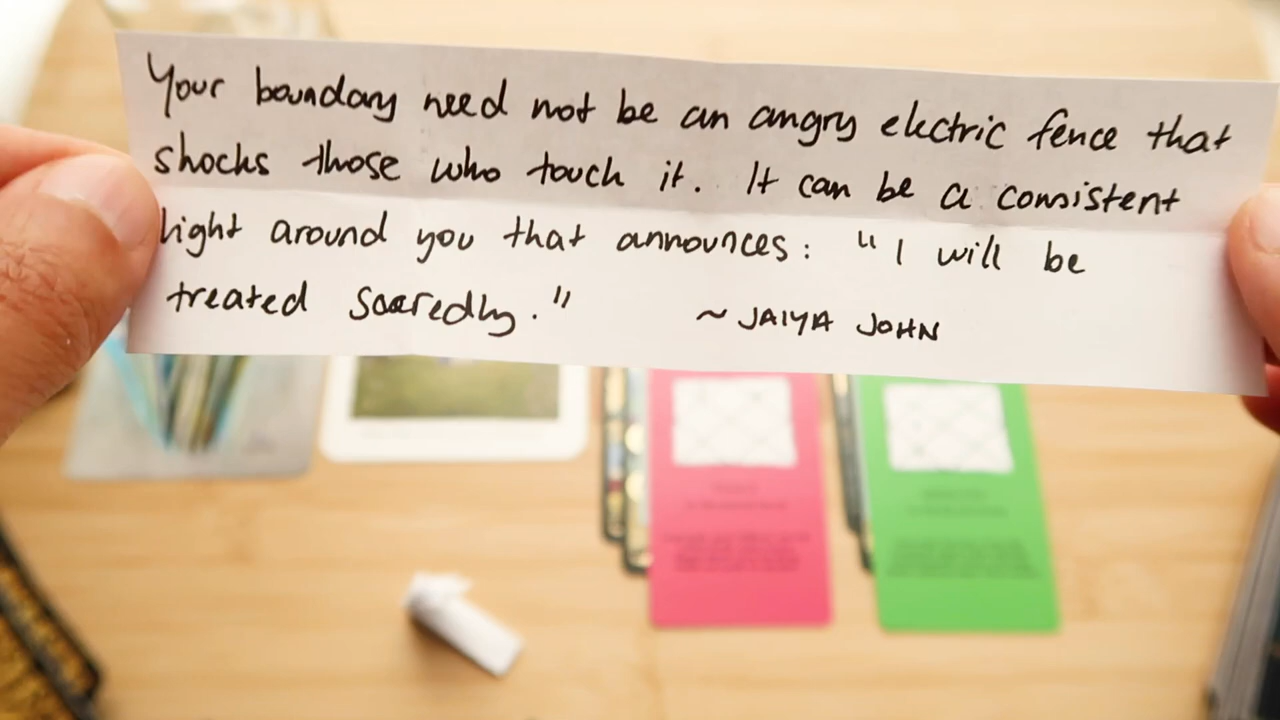 Your boundary need not be an angry electric fence that
shocks those who touch it. It can be a consistent
light around you that announces: "I will be
treated sacredly." ~ JAIYA JOHN